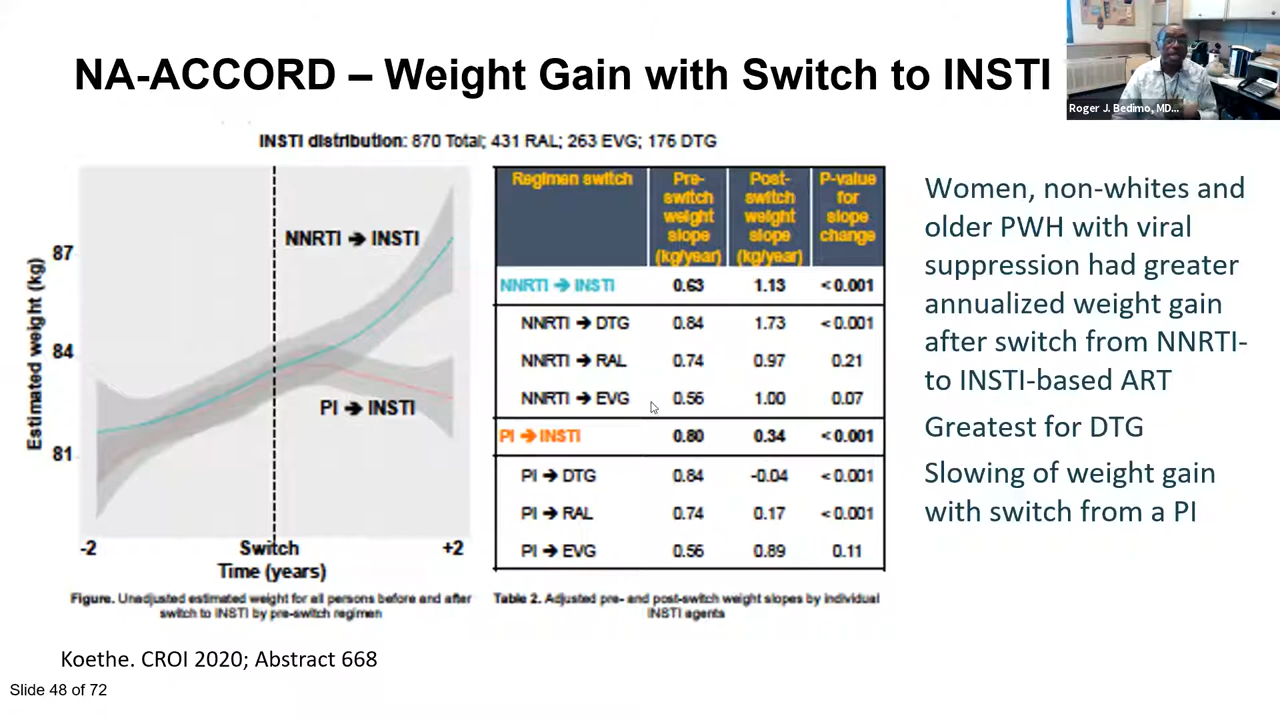 NA-ACCORD – Weight Gain with Switch to INSTI
Roger J. Bedimo, MD...
INSTI distribution: 870 Total; 431 RAL; 263 EVG; 176 DTG
Estimated weight (kg)
87
84
81
NNRTI ➔ INSTI
PI ➔ INSTI
-2 Switch +2
Time (years)
Figure. Unadjusted estimated weight for all persons before and after
switch to INSTI by pre-switch regimen
Regimen switch Pre-switch weight slope (kg/year) Post-switch weight slope (kg/year) P-value for slope change
NNRTI ➔ INSTI 0.63 1.13 < 0.001
NNRTI ➔ DTG 0.84 1.73 < 0.001
NNRTI ➔ RAL 0.74 0.97 0.21
NNRTI ➔ EVG 0.56 1.00 0.07
PI ➔ INSTI 0.80 0.34 < 0.001
PI ➔ DTG 0.84 -0.04 < 0.001
PI ➔ RAL 0.74 0.17 < 0.001
PI ➔ EVG 0.56 0.89 0.11
Table 2. Adjusted pre- and post-switch weight slopes by individual
INSTI agents
Women, non-whites and
older PWH with viral
suppression had greater
annualized weight gain
after switch from NNRTI-
to INSTI-based ART
Greatest for DTG
Slowing of weight gain
with switch from a PI
Koethe. CROI 2020; Abstract 668
Slide 48 of 72